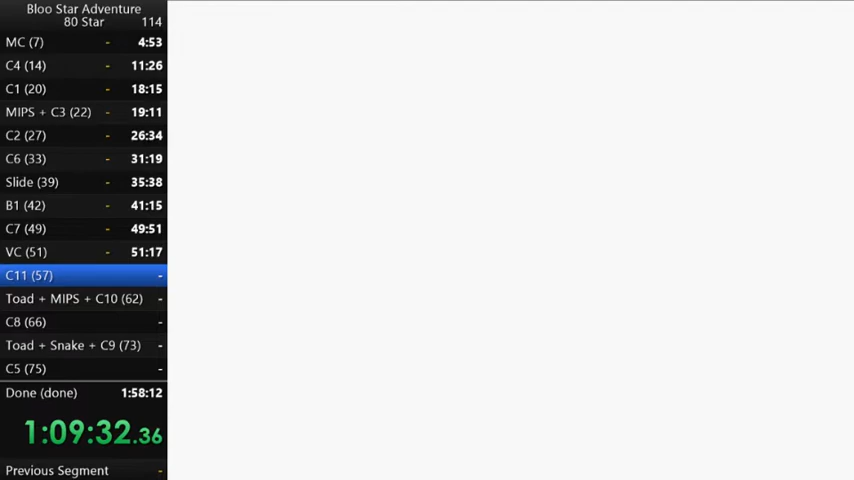 Bloo Star Adventure
80 Star 114
MC (7) - 4:53
C4 (14) - 11:26
C1 (20) - 18:15
MIPS + C3 (22) - 19:11
C2 (27) - 26:34
C6 (33) - 31:19
Slide (39) - 35:38
B1 (42) - 41:15
C7 (49) - 49:51
VC (51) - 51:17
C11 (57) -
Toad + MIPS + C10 (62) -
C8 (66) -
Toad + Snake + C9 (73) -
C5 (75) -
Done (done) 1:58:12
1:09:32.36
Previous Segment -